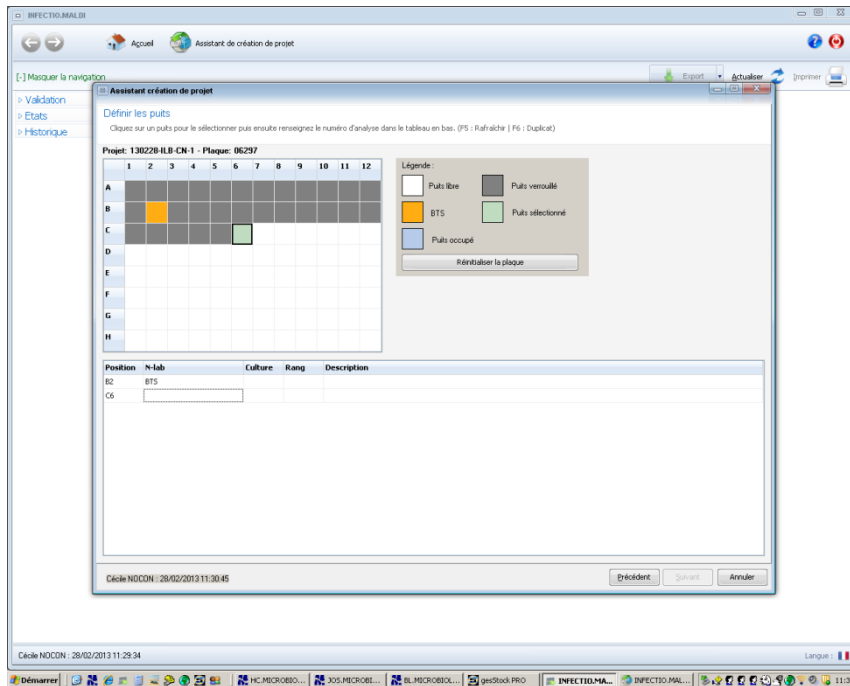 INFECTIO.MALDI
Accueil
Assistant de création de projet
[-] Masquer la navigation
Export
Actualiser
Imprimer
Validation
Etats
Historique
Assistant création de projet
Définir les puits
Cliquez sur un puits pour le sélectionner puis ensuite renseignez le numéro d'analyse dans le tableau en bas. (F5 : Rafraîchir | F6 : Duplicat)
Projet: 130228-ILB-CN-1 - Plaque: 06297
1 2 3 4 5 6 7 8 9 10 11 12
A
B
C
D
E
F
G
H
Légende :
Puits libre
Puits verrouillé
BTS
Puits sélectionné
Puits occupé
Réinitialiser la plaque
Position N-lab Culture Rang Description
B2 BTS
C6
Cécile NOCON : 28/02/2013 11:30:45
Précédent
Suivant
Annuler
Cécile NOCON : 28/02/2013 11:29:34
Langue :
Démarrer
HC.MICROBIO...
JOS.MICROBI...
BL.MICROBIOL...
gesStock PRO
INFECTIO.MA...
INFECTIO.MAL...